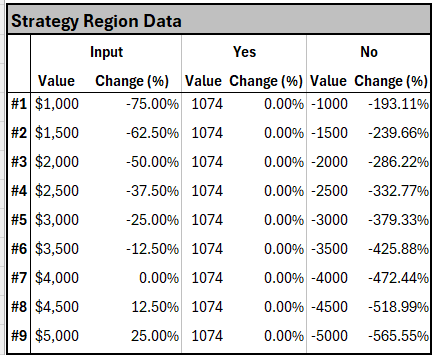 Strategy Region Data
Input Yes No
Value Change (%) Value Change (%) Value Change (%)
#1 $1,000 -75.00% 1074 0.00% -1000 -193.11%
#2 $1,500 -62.50% 1074 0.00% -1500 -239.66%
#3 $2,000 -50.00% 1074 0.00% -2000 -286.22%
#4 $2,500 -37.50% 1074 0.00% -2500 -332.77%
#5 $3,000 -25.00% 1074 0.00% -3000 -379.33%
#6 $3,500 -12.50% 1074 0.00% -3500 -425.88%
#7 $4,000 0.00% 1074 0.00% -4000 -472.44%
#8 $4,500 12.50% 1074 0.00% -4500 -518.99%
#9 $5,000 25.00% 1074 0.00% -5000 -565.55%